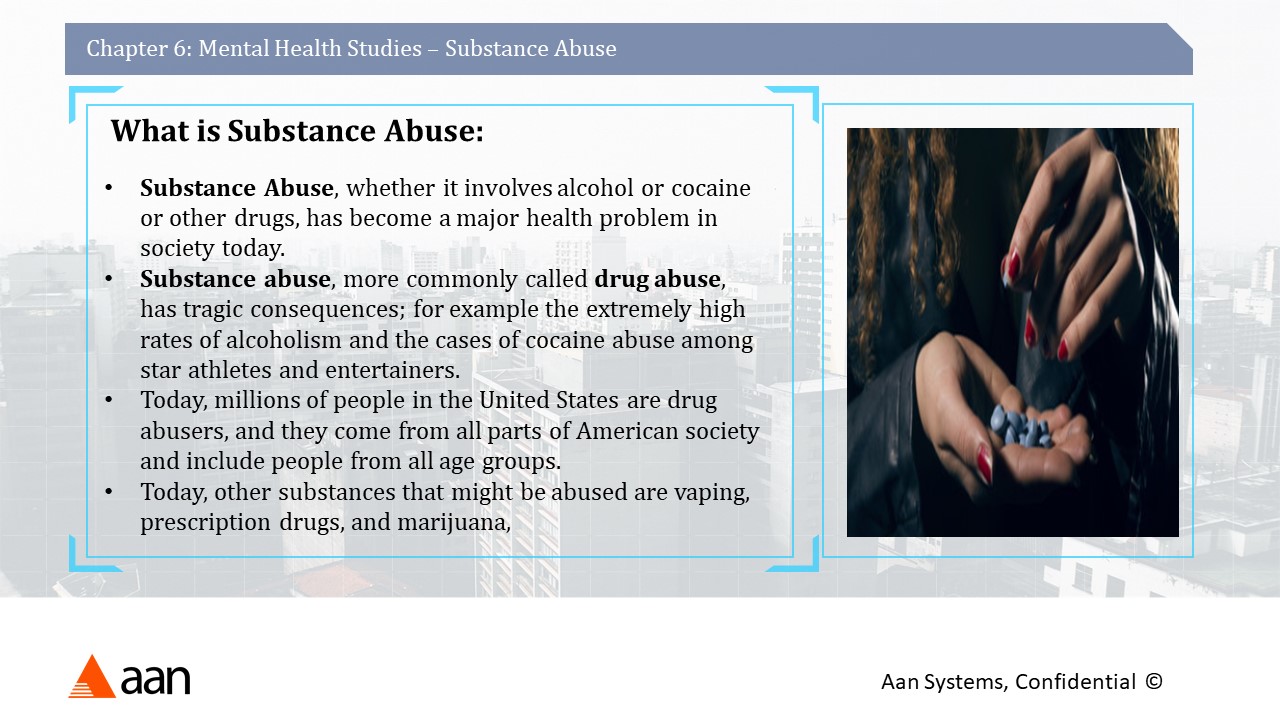 Chapter 6: Mental Health Studies – Substance Abuse
What is Substance Abuse:
• Substance Abuse, whether it involves alcohol or cocaine
or other drugs, has become a major health problem in
society today.
• Substance abuse, more commonly called drug abuse,
has tragic consequences; for example the extremely high
rates of alcoholism and the cases of cocaine abuse among
star athletes and entertainers.
• Today, millions of people in the United States are drug
abusers, and they come from all parts of American society
and include people from all age groups.
• Today, other substances that might be abused are vaping,
prescription drugs, and marijuana,
aan
Aan Systems, Confidential ©